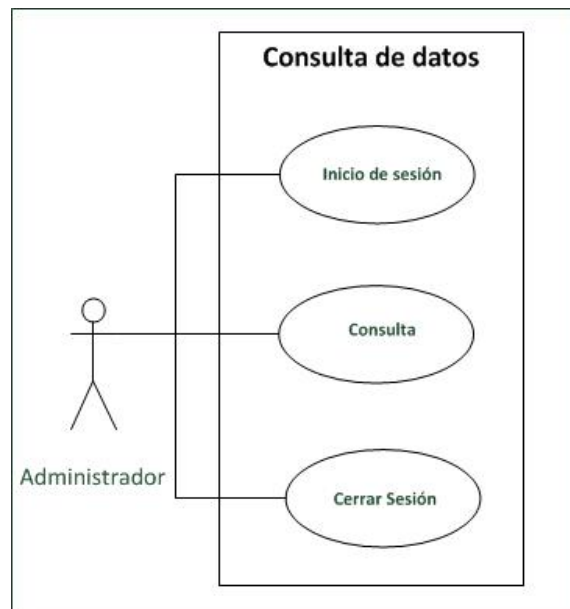 Consulta de datos
Inicio de sesión
Consulta
Administrador
Cerrar Sesión